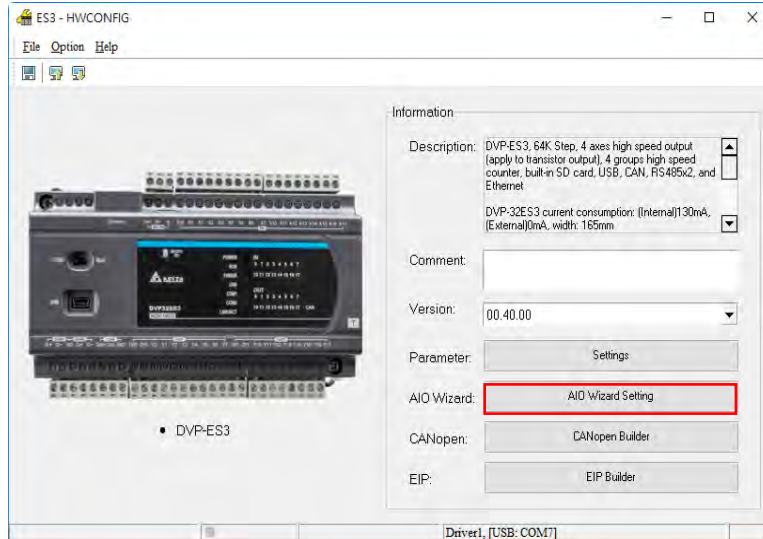 ES3 - HWCONFIG
File Option Help
Information
Description:
DVP-ES3, 64K Step, 4 axes high speed output
(apply to transistor output), 4 groups high speed
counter, built-in SD card, USB, CAN, RS485x2, and
Ethernet
DVP-32ES3 current consumption: (Internal)130mA,
(External)0mA, width: 165mm
Comment:
Version:
00.40.00
Parameter:
Settings
AIO Wizard:
AIO Wizard Setting
CANopen:
CANopen Builder
EIP:
EIP Builder
DELTA
DVP32ES3
• DVP-ES3
Driver1, [USB: COM7]